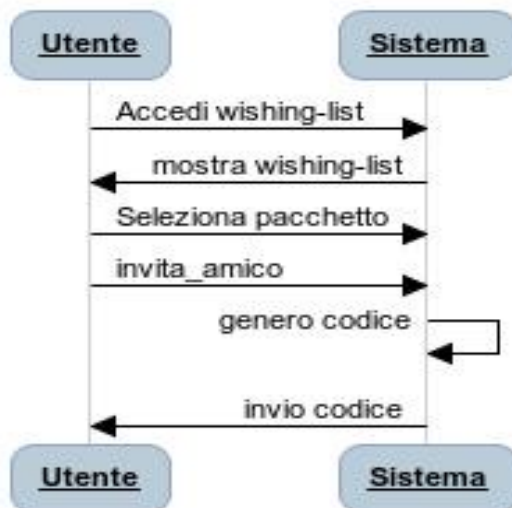 Utente
Sistema
Accedi wishing-list
mostra wishing-list
Seleziona pacchetto
invita_amico
genero codice
invio codice
Utente
Sistema